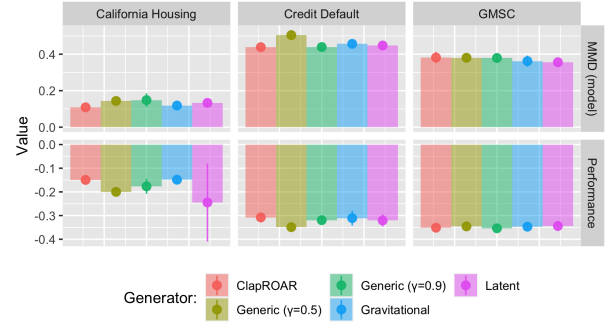 California Housing
Credit Default
GMSC
Value
0.4
0.2
0.0
MMD (model)
0.0
-0.1
-0.2
-0.3
-0.4
Performance
Generator:
ClapROAR
Generic (γ=0.9)
Latent
Generic (γ=0.5)
Gravitational